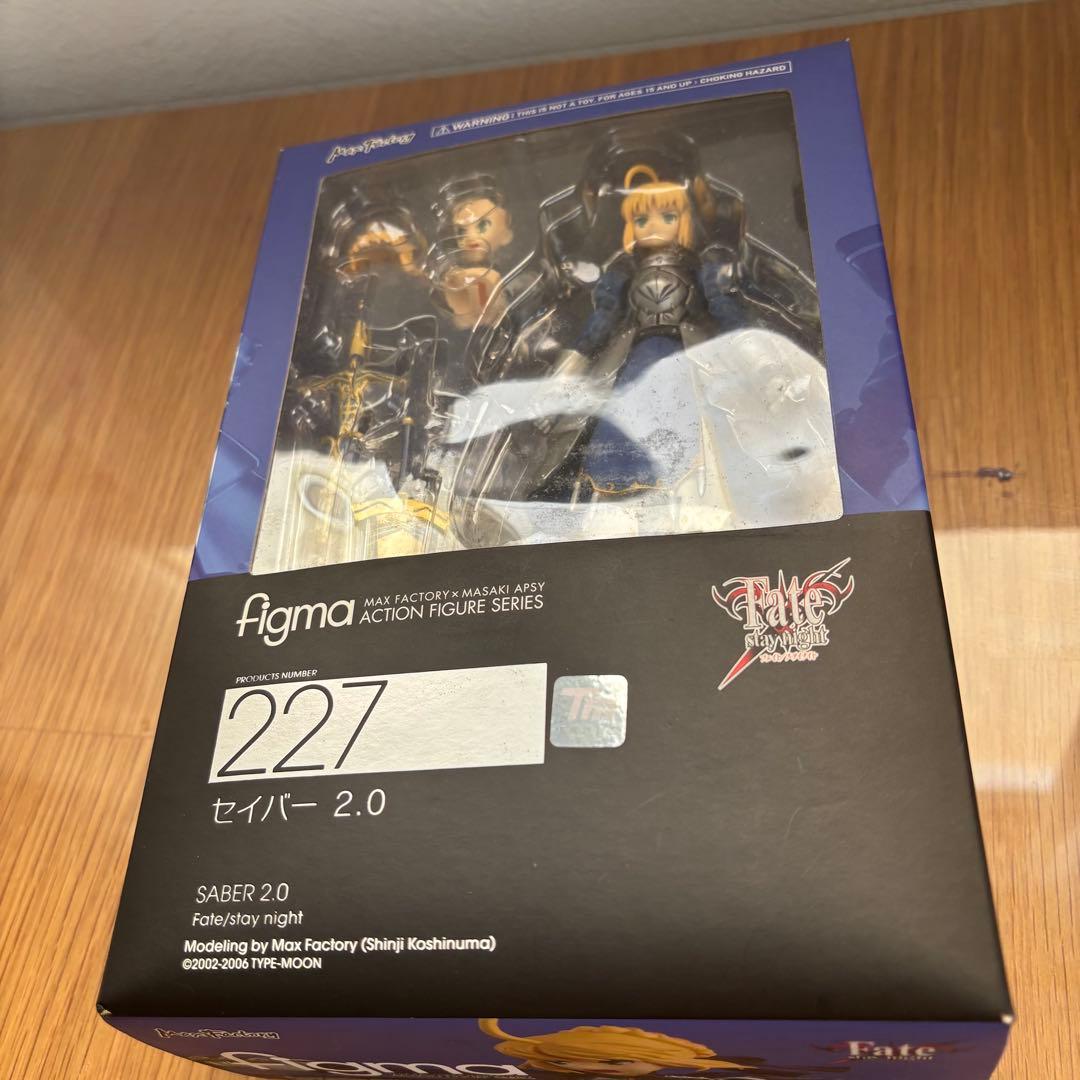 Max Factory
⚠ WARNING: THIS IS NOT A TOY. FOR AGES 15 AND UP : CHOKING HAZARD
figma
MAX FACTORY × MASAKI APSY
ACTION FIGURE SERIES
Fate
stay night
PRODUCTS NUMBER
227
セイバー 2.0
SABER 2.0
Fate/stay night
Modeling by Max Factory (Shinji Koshinuma)
©2002-2006 TYPE-MOON
Max Factory
figma
Fate
stay night